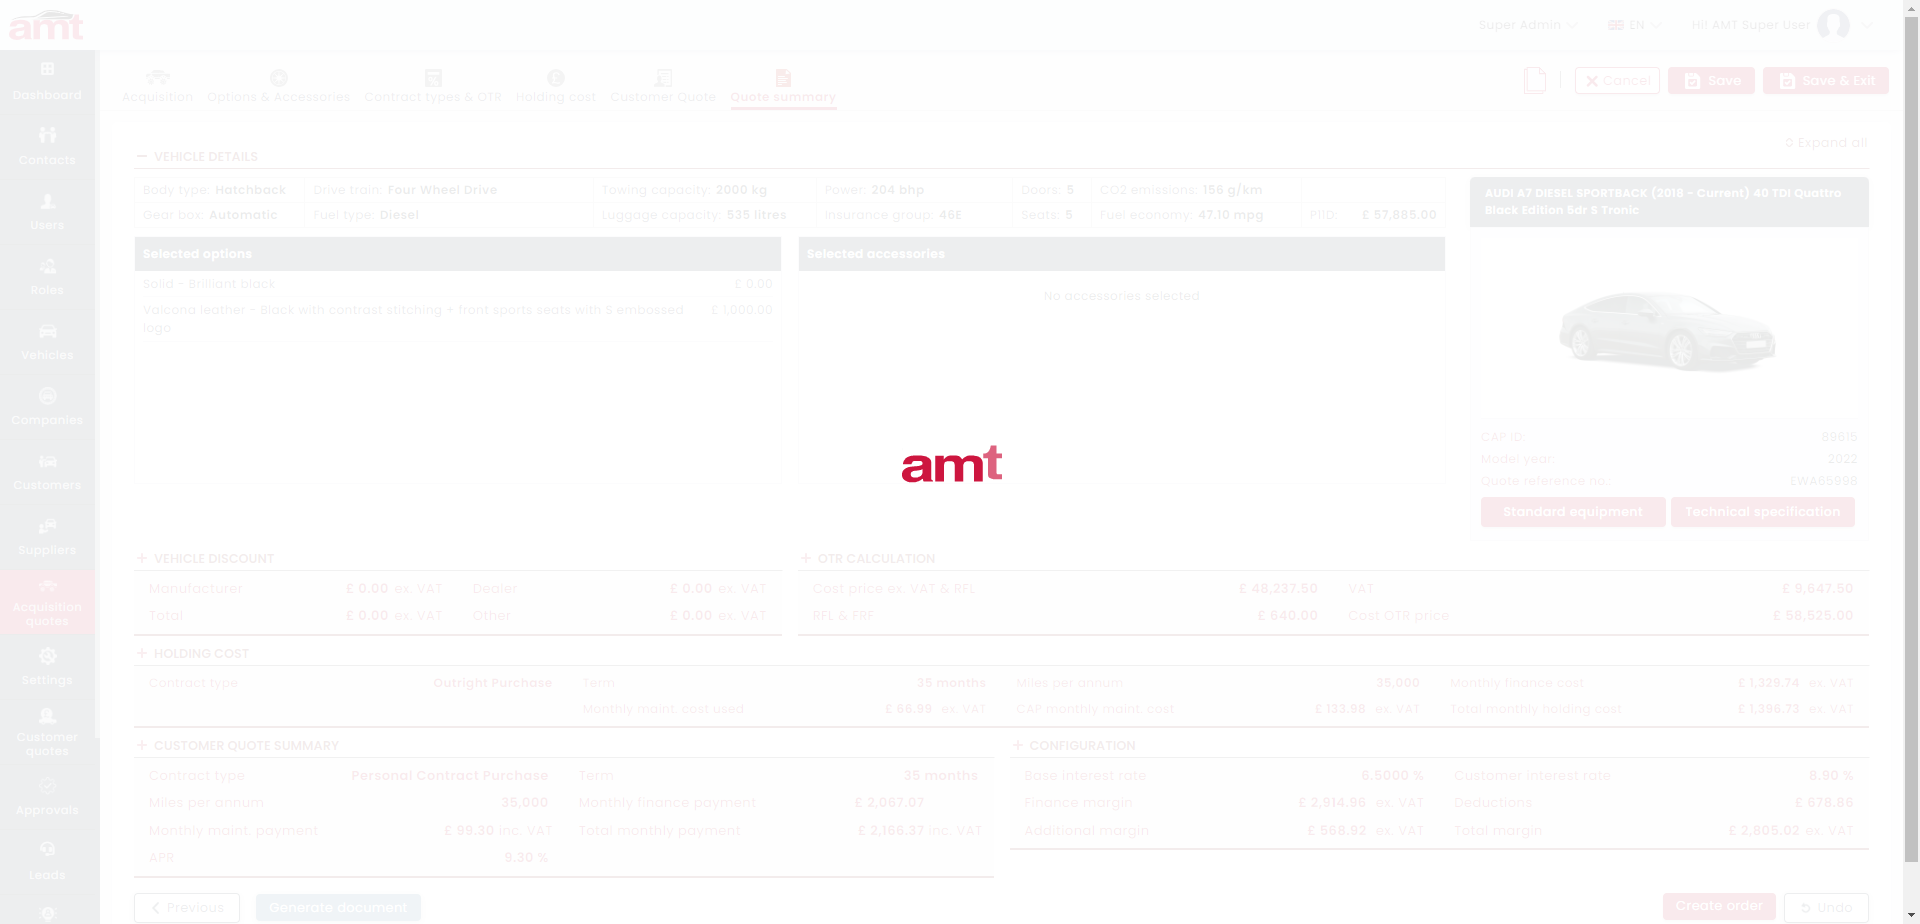 amt
Super Admin
EN
Hi! AMT Super User
Dashboard
Contacts
Users
Roles
Vehicles
Companies
Customers
Suppliers
Acquisition
quotes
Settings
Customer
quotes
Approvals
Leads
Acquisition
Options & Accessories
Contract types & OTR
Holding cost
Customer Quote
Quote summary
Cancel
Save
Save & Exit
Expand all
VEHICLE DETAILS
Body type: Hatchback Drive train: Four Wheel Drive Towing capacity: 2000 kg Power: 204 bhp Doors: 5 CO2 emissions: 156 g/km
Gear box: Automatic Fuel type: Diesel Luggage capacity: 535 litres Insurance group: 46E Seats: 5 Fuel economy: 47.10 mpg P11D: £ 57,885.00
Selected options
Solid - Brilliant black £ 0.00
Valcona leather - Black with contrast stitching + front sports seats with S embossed £ 1,000.00
logo
Selected accessories
No accessories selected
AUDI A7 DIESEL SPORTBACK (2018 - Current) 40 TDI Quattro
Black Edition 5dr S Tronic
CAP ID: 89615
Model year: 2022
Quote reference no.: EWA65998
Standard equipment
Technical specification
amt
VEHICLE DISCOUNT
Manufacturer £ 0.00 ex. VAT Dealer £ 0.00 ex. VAT
Total £ 0.00 ex. VAT Other £ 0.00 ex. VAT
OTR CALCULATION
Cost price ex. VAT & RFL £ 48,237.50 VAT £ 9,647.50
RFL & FRF £ 640.00 Cost OTR price £ 58,525.00
HOLDING COST
Contract type Outright Purchase Term 35 months Miles per annum 35,000 Monthly finance cost £ 1,329.74 ex. VAT
Monthly maint. cost used £ 66.99 ex. VAT CAP monthly maint. cost £ 133.98 ex. VAT Total monthly holding cost £ 1,396.73 ex. VAT
CUSTOMER QUOTE SUMMARY
Contract type Personal Contract Purchase Term 35 months
Miles per annum 35,000 Monthly finance payment £ 2,067.07
Monthly maint. payment £ 99.30 inc. VAT Total monthly payment £ 2,166.37 inc. VAT
APR 9.30 %
CONFIGURATION
Base interest rate 6.5000 % Customer interest rate 8.90 %
Finance margin £ 2,914.96 ex. VAT Deductions £ 678.86
Additional margin £ 568.92 ex. VAT Total margin £ 2,805.02 ex. VAT
Previous
Generate document
Create order
Undo